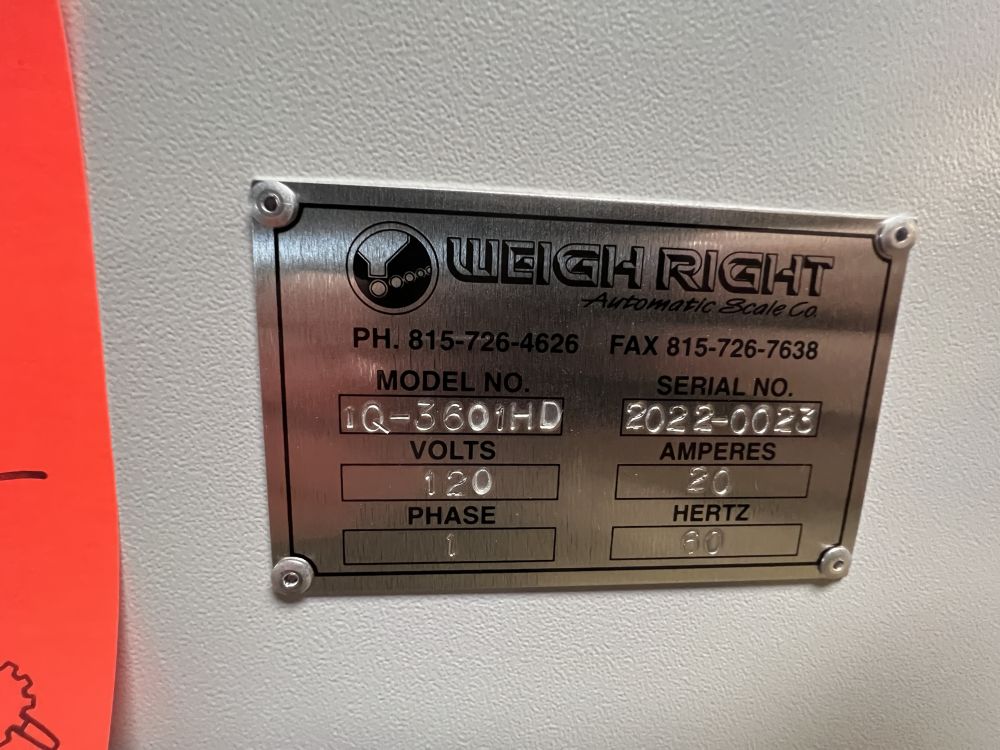 WEIGH RIGHT
Automatic Scale Co.
PH. 815-726-4626 FAX 815-726-7638
MODEL NO. SERIAL NO.
IQ-3601HD 2022-0023
VOLTS AMPERES
120 20
PHASE HERTZ
1 60